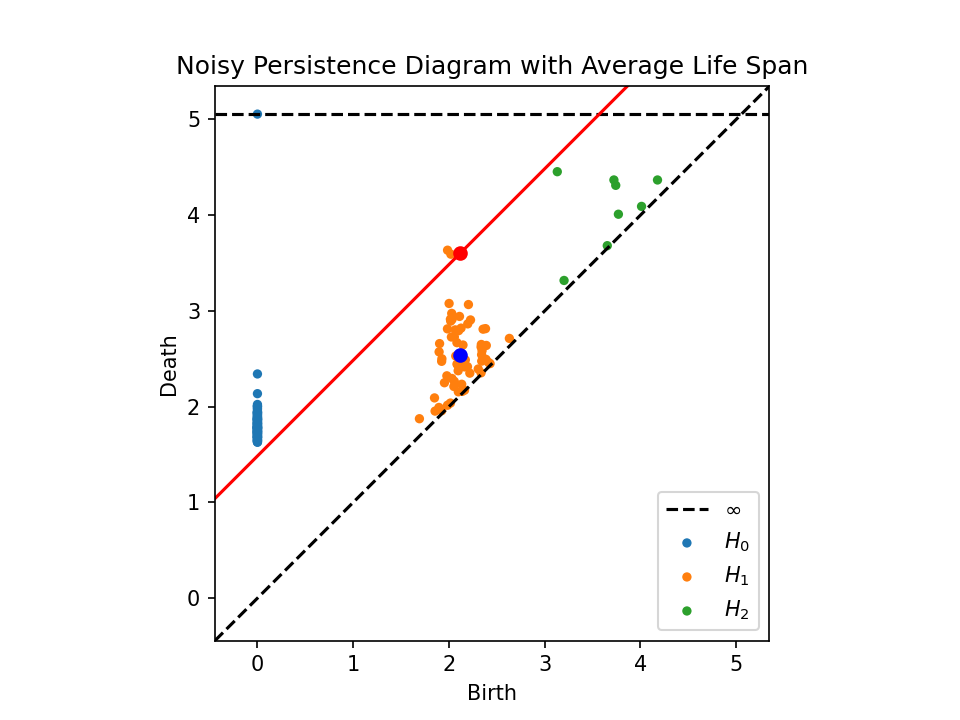 Noisy Persistence Diagram with Average Life Span
Death
5
4
3
2
1
0
0 1 2 3 4 5
Birth
∞
H₀
H₁
H₂